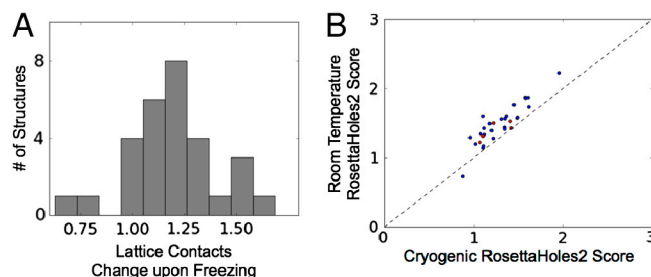 A
8
4
0
# of Structures
0.75 1.00 1.25 1.50
Lattice Contacts
Change upon Freezing
B
3
2
1
0
Room Temperature
RosettaHoles2 Score
0 1 2 3
Cryogenic RosettaHoles2 Score